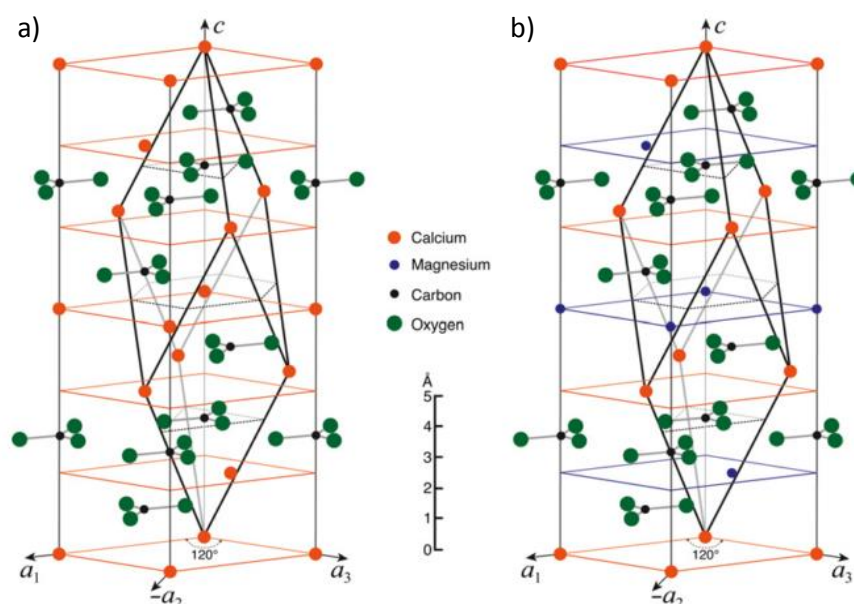 a)
c
b)
c
Calcium
Magnesium
Carbon
Oxygen
Å
5
4
3
2
1
0
120°
a1
-a2
a3
120°
a1
-a2
a3